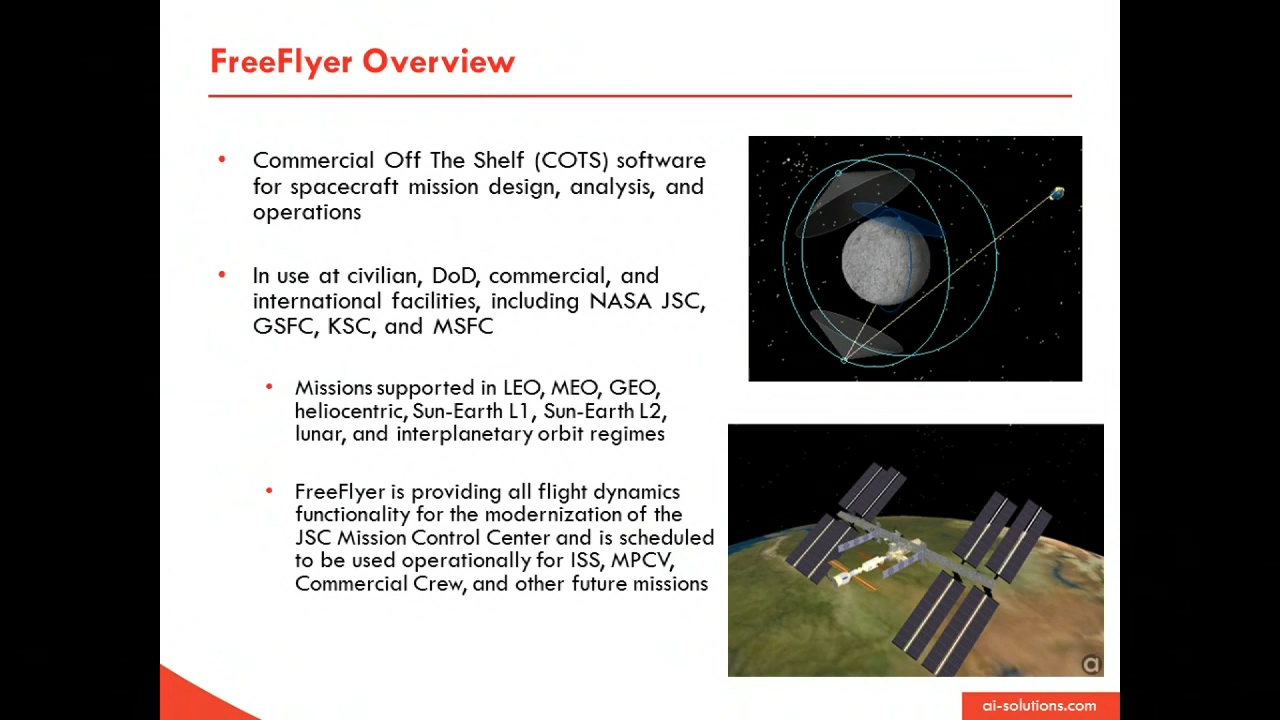 FreeFlyer Overview
• Commercial Off The Shelf (COTS) software
for spacecraft mission design, analysis, and
operations
• In use at civilian, DoD, commercial, and
international facilities, including NASA JSC,
GSFC, KSC, and MSFC
• Missions supported in LEO, MEO, GEO,
heliocentric, Sun-Earth L1, Sun-Earth L2,
lunar, and interplanetary orbit regimes
• FreeFlyer is providing all flight dynamics
functionality for the modernization of the
JSC Mission Control Center and is scheduled
to be used operationally for ISS, MPCV,
Commercial Crew, and other future missions
a
ai-solutions.com